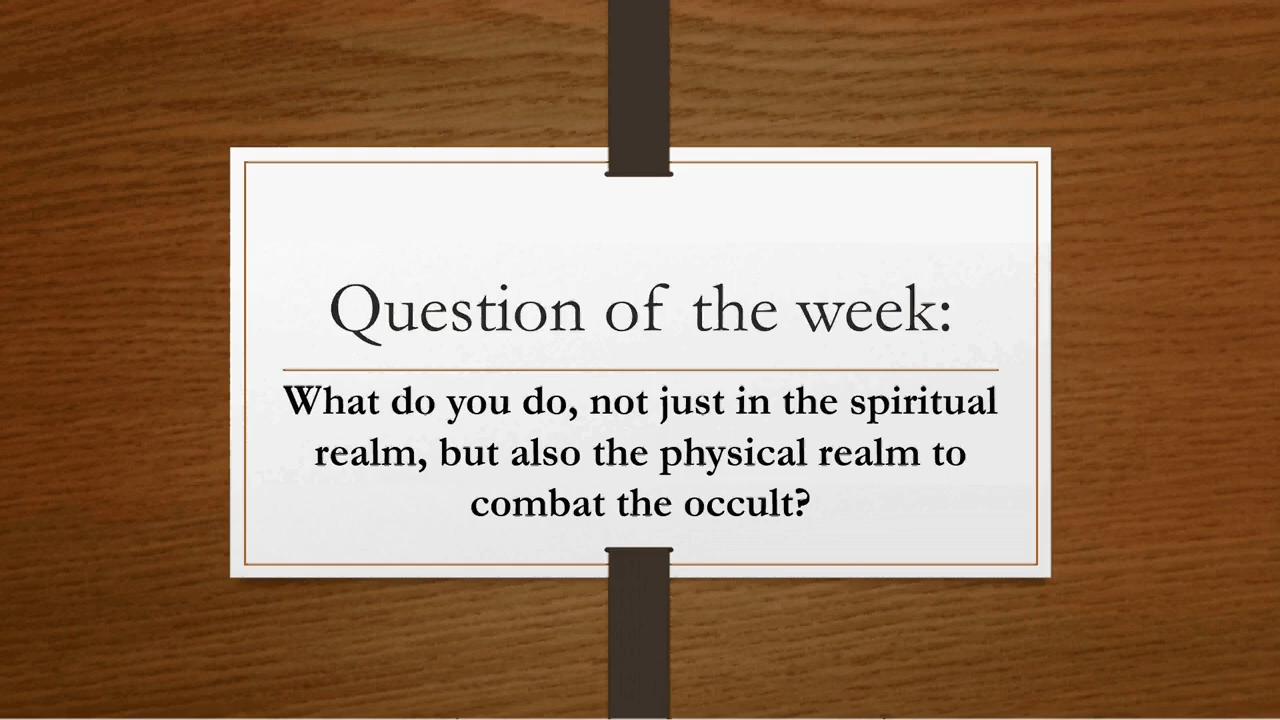 Question of the week:
What do you do, not just in the spiritual
realm, but also the physical realm to
combat the occult?